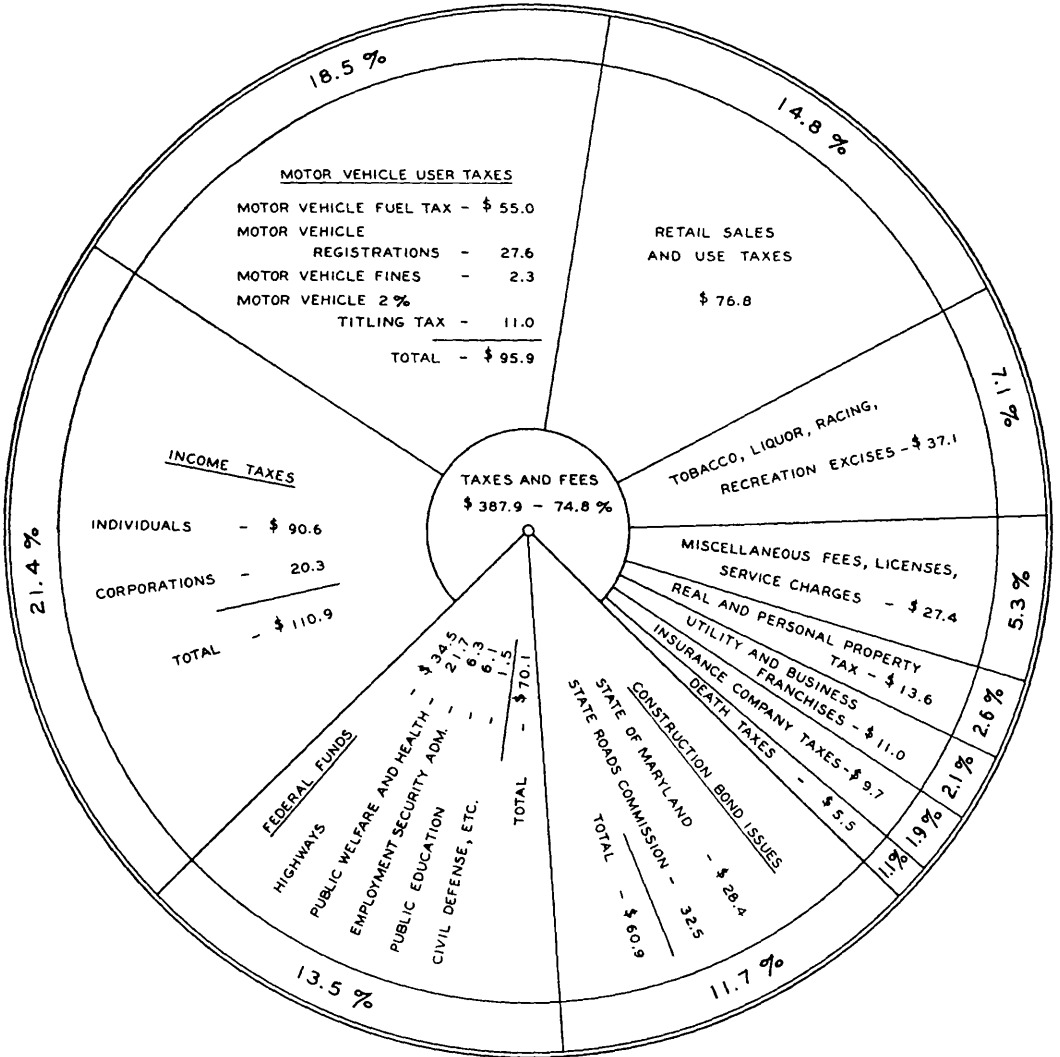 18.5 %
MOTOR VEHICLE USER TAXES
MOTOR VEHICLE FUEL TAX - $ 55.0
MOTOR VEHICLE
REGISTRATIONS - 27.6
MOTOR VEHICLE FINES - 2.3
MOTOR VEHICLE 2%
TITLING TAX - 11.0
TOTAL - $ 95.9
14.8 %
RETAIL SALES
AND USE TAXES
$ 76.8
7.1 %
TOBACCO, LIQUOR, RACING,
RECREATION EXCISES - $ 37.1
TAXES AND FEES
$ 387.9 - 74.8 %
5.3 %
MISCELLANEOUS FEES, LICENSES,
SERVICE CHARGES - $ 27.4
2.6 %
REAL AND PERSONAL PROPERTY
TAX - $ 13.6
2.1 %
UTILITY AND BUSINESS
FRANCHISES - $ 11.0
1.9 %
INSURANCE COMPANY TAXES - $ 9.7
1.1 %
DEATH TAXES - $ 5.5
11.7 %
CONSTRUCTION BOND ISSUES
STATE OF MARYLAND - $ 28.4
STATE ROADS COMMISSION - 32.5
TOTAL - $ 60.9
13.5 %
FEDERAL FUNDS
HIGHWAYS - $ 34.5
PUBLIC WELFARE AND HEALTH - 21.7
EMPLOYMENT SECURITY ADM. - 6.3
PUBLIC EDUCATION - 6.1
CIVIL DEFENSE, ETC. - 1.5
TOTAL - $ 70.1
21.4 %
INCOME TAXES
INDIVIDUALS - $ 90.6
CORPORATIONS - 20.3
TOTAL - $ 110.9